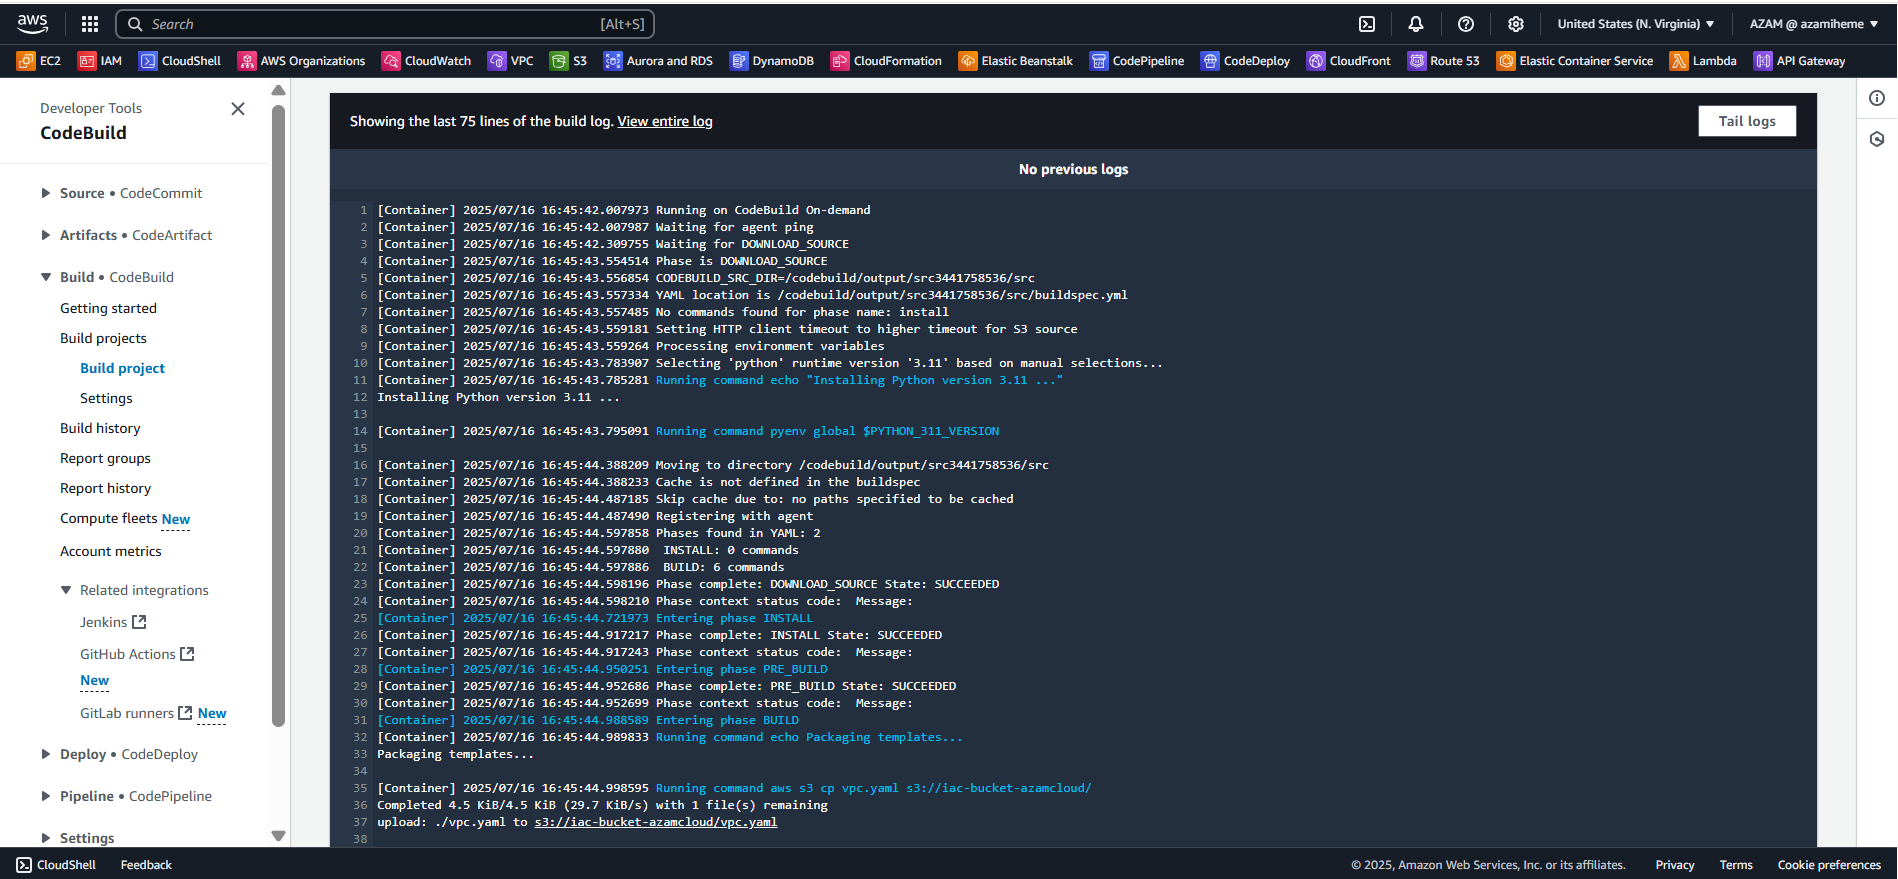 aws
Search [Alt+S]
United States (N. Virginia)
AZAM @ azamiheme
EC2 IAM CloudShell AWS Organizations CloudWatch VPC S3 Aurora and RDS DynamoDB CloudFormation Elastic Beanstalk CodePipeline CodeDeploy CloudFront Route 53 Elastic Container Service Lambda API Gateway
Developer Tools
CodeBuild
Source • CodeCommit
Artifacts • CodeArtifact
Build • CodeBuild
Getting started
Build projects
Build project
Settings
Build history
Report groups
Report history
Compute fleets New
Account metrics
Related integrations
Jenkins
GitHub Actions
New
GitLab runners New
Deploy • CodeDeploy
Pipeline • CodePipeline
Settings
Showing the last 75 lines of the build log. View entire log
Tail logs
No previous logs
1 [Container] 2025/07/16 16:45:42.007973 Running on CodeBuild On-demand
2 [Container] 2025/07/16 16:45:42.007987 Waiting for agent ping
3 [Container] 2025/07/16 16:45:42.309755 Waiting for DOWNLOAD_SOURCE
4 [Container] 2025/07/16 16:45:43.554514 Phase is DOWNLOAD_SOURCE
5 [Container] 2025/07/16 16:45:43.556854 CODEBUILD_SRC_DIR=/codebuild/output/src3441758536/src
6 [Container] 2025/07/16 16:45:43.557334 YAML location is /codebuild/output/src3441758536/src/buildspec.yml
7 [Container] 2025/07/16 16:45:43.557485 No commands found for phase name: install
8 [Container] 2025/07/16 16:45:43.559181 Setting HTTP client timeout to higher timeout for S3 source
9 [Container] 2025/07/16 16:45:43.559264 Processing environment variables
10 [Container] 2025/07/16 16:45:43.783907 Selecting 'python' runtime version '3.11' based on manual selections...
11 [Container] 2025/07/16 16:45:43.785281 Running command echo "Installing Python version 3.11 ..."
12 Installing Python version 3.11 ...
13
14 [Container] 2025/07/16 16:45:43.795091 Running command pyenv global $PYTHON_311_VERSION
15
16 [Container] 2025/07/16 16:45:44.388209 Moving to directory /codebuild/output/src3441758536/src
17 [Container] 2025/07/16 16:45:44.388233 Cache is not defined in the buildspec
18 [Container] 2025/07/16 16:45:44.487185 Skip cache due to: no paths specified to be cached
19 [Container] 2025/07/16 16:45:44.487490 Registering with agent
20 [Container] 2025/07/16 16:45:44.597858 Phases found in YAML: 2
21 [Container] 2025/07/16 16:45:44.597880  INSTALL: 0 commands
22 [Container] 2025/07/16 16:45:44.597886  BUILD: 6 commands
23 [Container] 2025/07/16 16:45:44.598196 Phase complete: DOWNLOAD_SOURCE State: SUCCEEDED
24 [Container] 2025/07/16 16:45:44.598210 Phase context status code:  Message:
25 [Container] 2025/07/16 16:45:44.721973 Entering phase INSTALL
26 [Container] 2025/07/16 16:45:44.917217 Phase complete: INSTALL State: SUCCEEDED
27 [Container] 2025/07/16 16:45:44.917243 Phase context status code:  Message:
28 [Container] 2025/07/16 16:45:44.950251 Entering phase PRE_BUILD
29 [Container] 2025/07/16 16:45:44.952686 Phase complete: PRE_BUILD State: SUCCEEDED
30 [Container] 2025/07/16 16:45:44.952699 Phase context status code:  Message:
31 [Container] 2025/07/16 16:45:44.988589 Entering phase BUILD
32 [Container] 2025/07/16 16:45:44.989833 Running command echo Packaging templates...
33 Packaging templates...
34
35 [Container] 2025/07/16 16:45:44.998595 Running command aws s3 cp vpc.yaml s3://iac-bucket-azamcloud/
36 Completed 4.5 KiB/4.5 KiB (29.7 KiB/s) with 1 file(s) remaining
37 upload: ./vpc.yaml to s3://iac-bucket-azamcloud/vpc.yaml
38
CloudShell Feedback
© 2025, Amazon Web Services, Inc. or its affiliates. Privacy Terms Cookie preferences